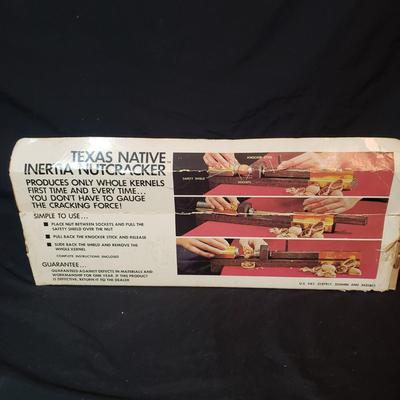 TEXAS NATIVE™
INERTIA NUTCRACKER
PRODUCES ONLY WHOLE KERNELS
FIRST TIME AND EVERY TIME...
YOU DON'T HAVE TO GAUGE
THE CRACKING FORCE!
SIMPLE TO USE...
■ PLACE NUT BETWEEN SOCKETS AND PULL THE
SAFETY SHIELD OVER THE NUT
■ PULL BACK THE KNOCKER STICK AND RELEASE
■ SLIDE BACK THE SHIELD AND REMOVE THE
WHOLE KERNEL
COMPLETE INSTRUCTIONS ENCLOSED
GUARANTEE...
GUARANTEED AGAINST DEFECTS IN MATERIALS AND
WORKMANSHIP FOR ONE YEAR. IF THIS PRODUCT
IS DEFECTIVE, RETURN IT TO THE DEALER
KNOCKER STICK
SAFETY SHIELD
SOCKETS
U.S. PAT.